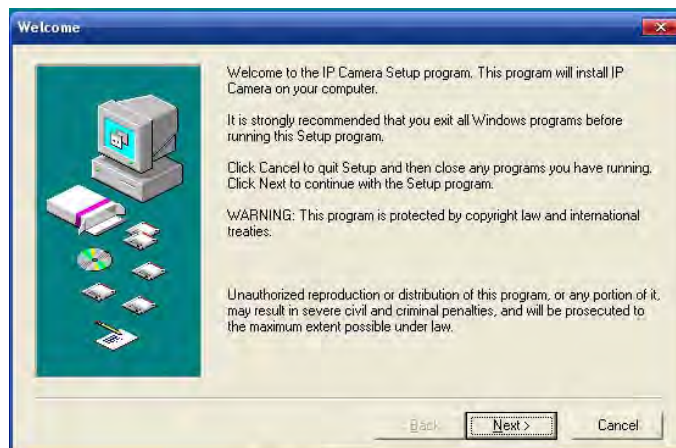 Welcome
Welcome to the IP Camera Setup program. This program will install IP
Camera on your computer.
It is strongly recommended that you exit all Windows programs before
running this Setup program.
Click Cancel to quit Setup and then close any programs you have running.
Click Next to continue with the Setup program.
WARNING: This program is protected by copyright law and international
treaties.
Unauthorized reproduction or distribution of this program, or any portion of it,
may result in severe civil and criminal penalties, and will be prosecuted to
the maximum extent possible under law.
Back Next > Cancel